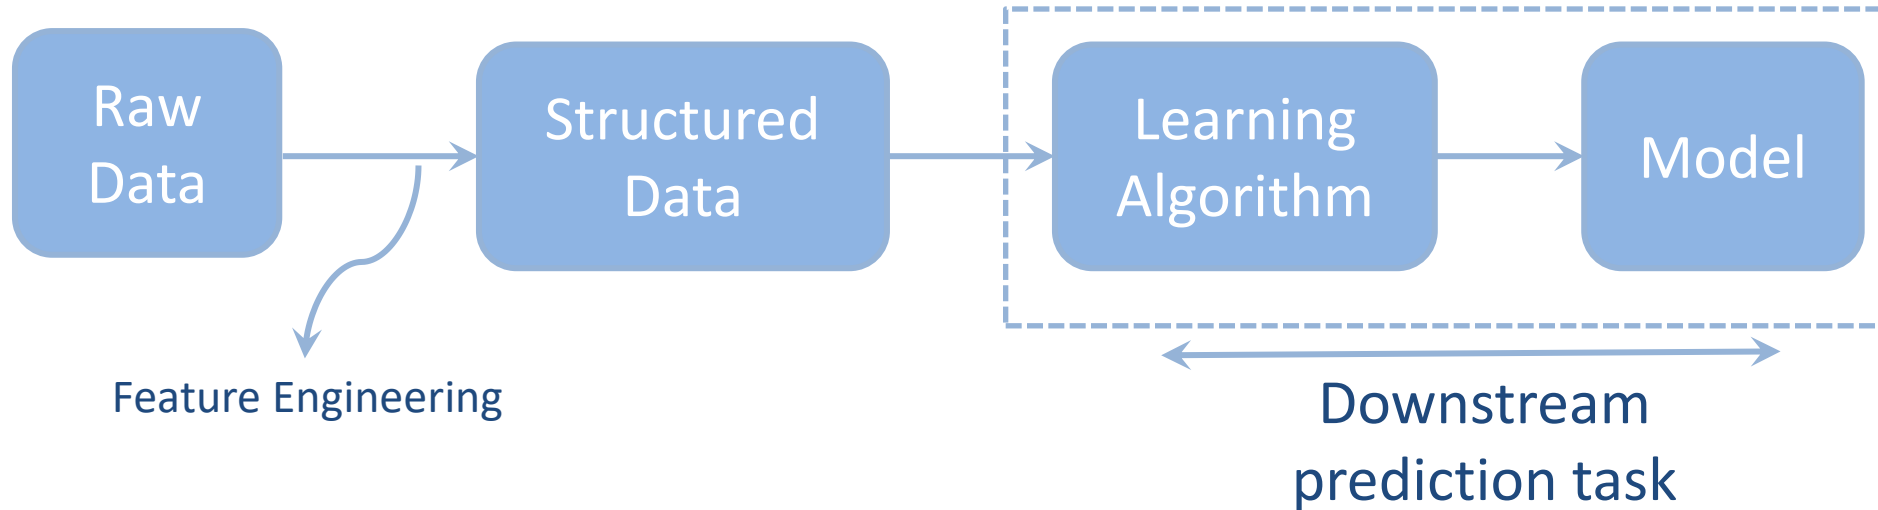 Raw
Data
Structured
Data
Learning
Algorithm
Model
Feature Engineering
Downstream
prediction task